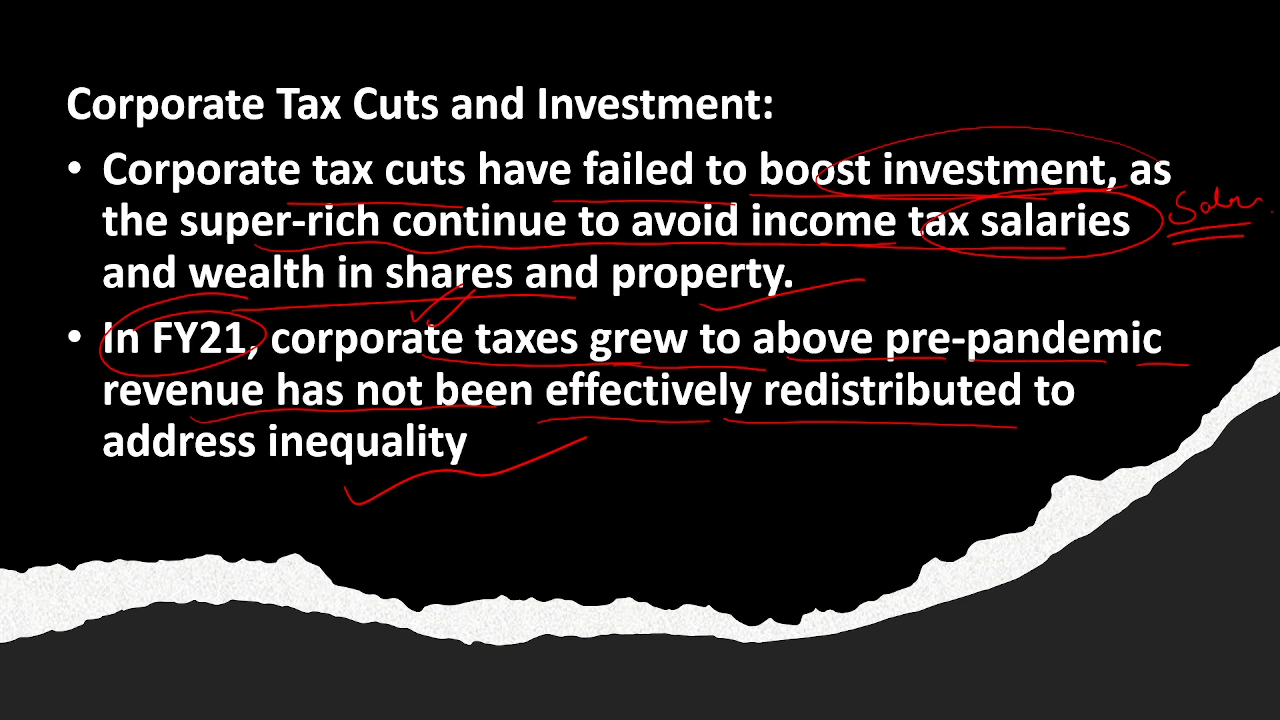 Corporate Tax Cuts and Investment:
• Corporate tax cuts have failed to boost investment, as
the super-rich continue to avoid income tax salaries
and wealth in shares and property.
• In FY21, corporate taxes grew to above pre-pandemic
revenue has not been effectively redistributed to
address inequality